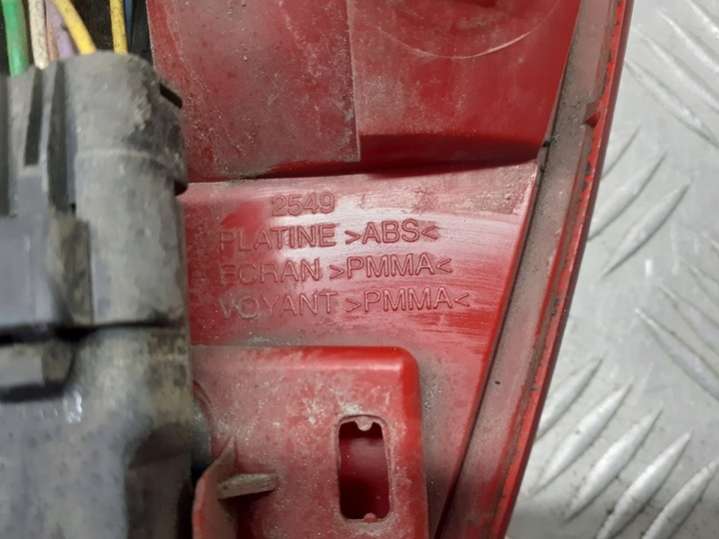 2549
PLATINE >ABS<
ECRAN >PMMA<
VOYANT >PMMA<